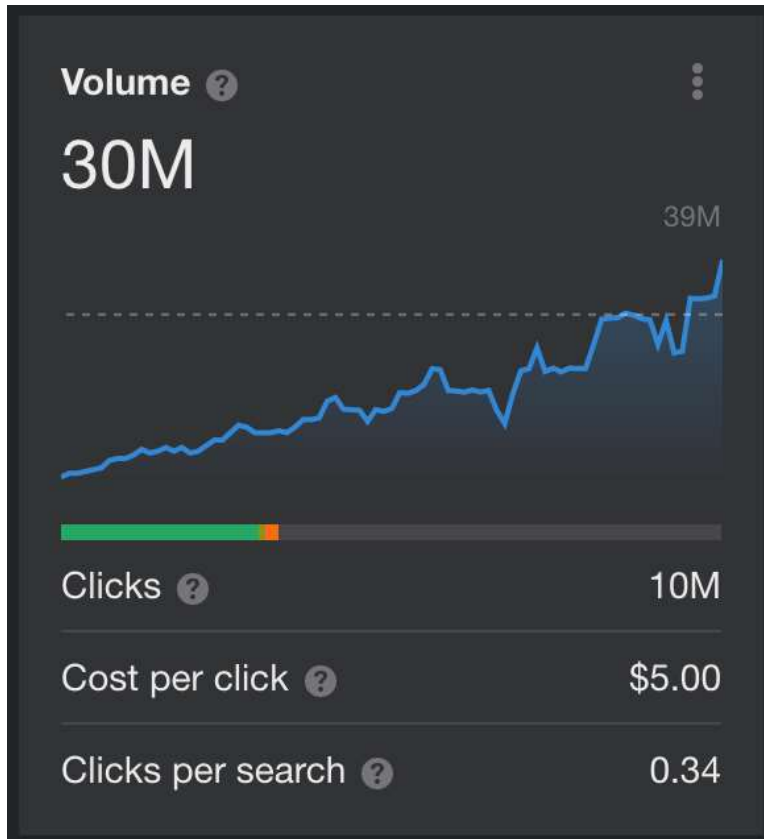 Volume ?
30M
39M
Clicks ? 10M
Cost per click ? $5.00
Clicks per search ? 0.34